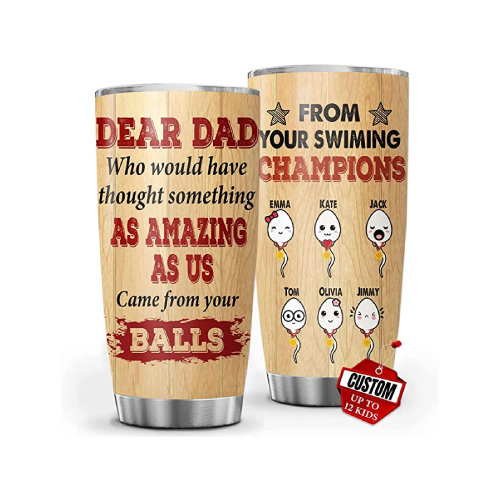 DEAR DAD
Who would have
thought something
AS AMAZING
AS US
Came from your
BALLS
FROM
YOUR SWIMING
CHAMPIONS
EMMA KATE JACK
TOM OLIVIA JIMMY
CUSTOM
UP TO
12 KIDS